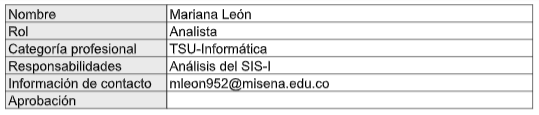 Nombre Mariana León
Rol Analista
Categoría profesional TSU-Informática
Responsabilidades Análisis del SIS-I
Información de contacto mleon952@misena.edu.co
Aprobación